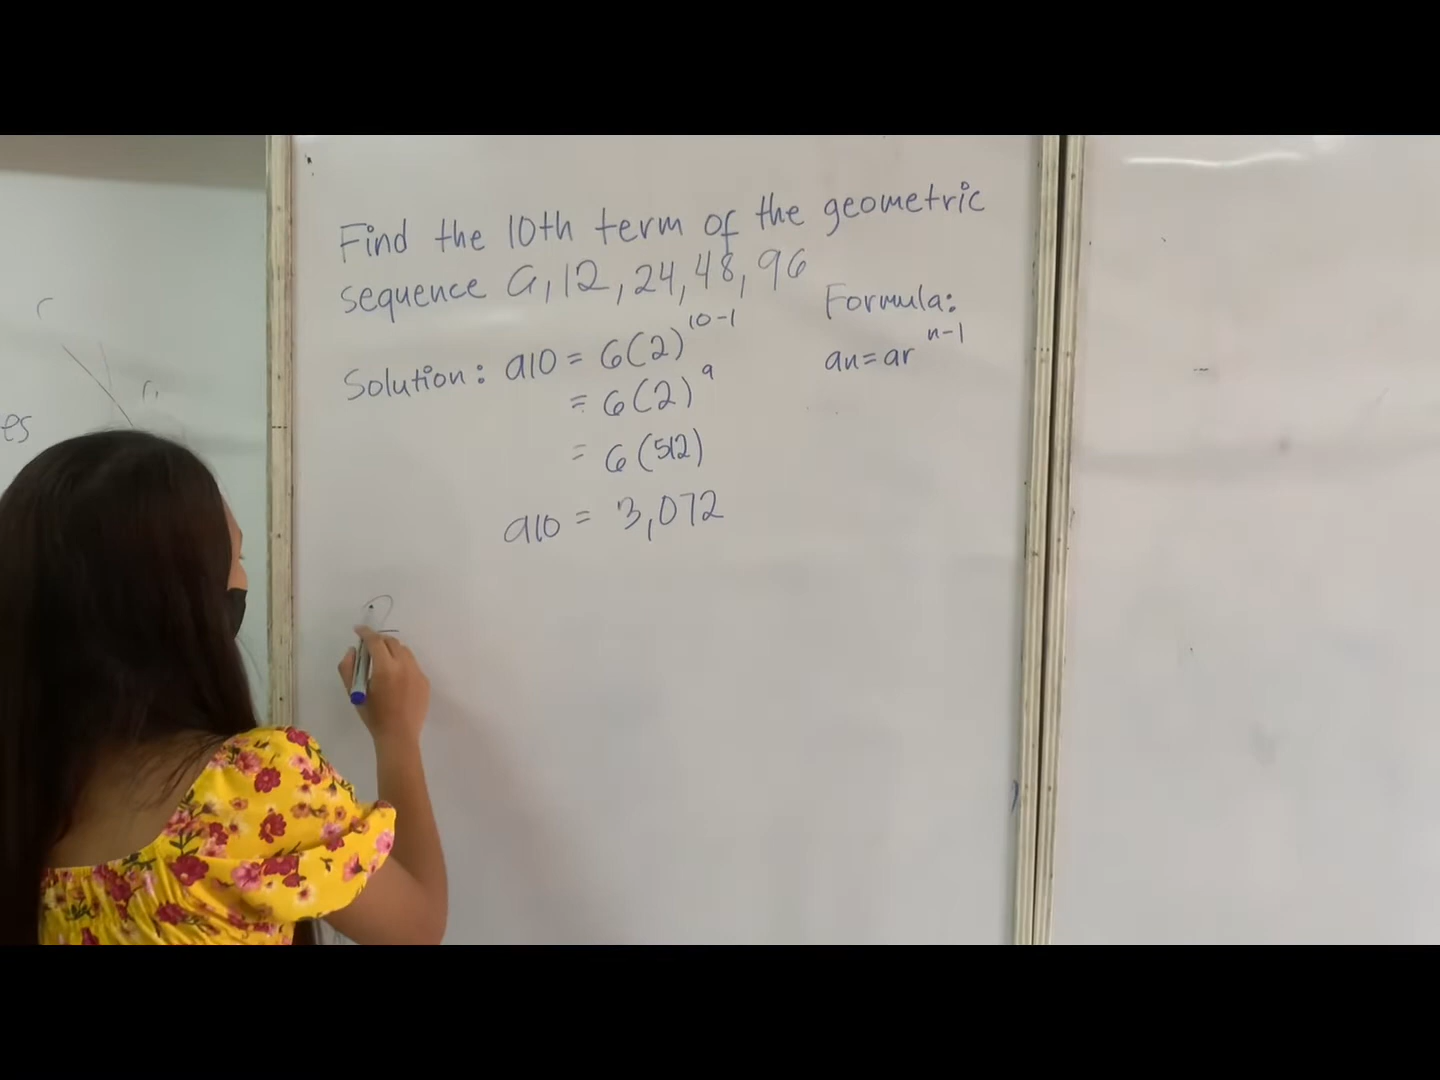 Find the 10th term of the geometric
sequence 6, 12, 24, 48, 96
Formula:
an = ar^n-1
Solution: a10 = 6(2)^10-1
= 6(2)^9
= 6(512)
a10 = 3,072
es